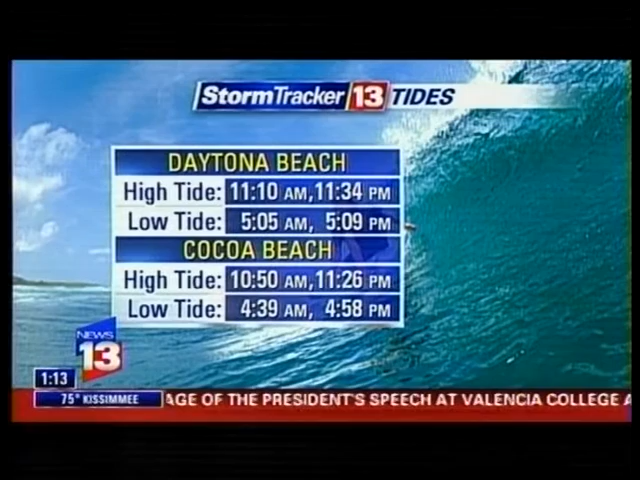 StormTracker 13 TIDES
DAYTONA BEACH
High Tide: 11:10 AM, 11:34 PM
Low Tide: 5:05 AM, 5:09 PM
COCOA BEACH
High Tide: 10:50 AM, 11:26 PM
Low Tide: 4:39 AM, 4:58 PM
NEWS
13
1:13
75° KISSIMMEE AGE OF THE PRESIDENT'S SPEECH AT VALENCIA COLLEGE A